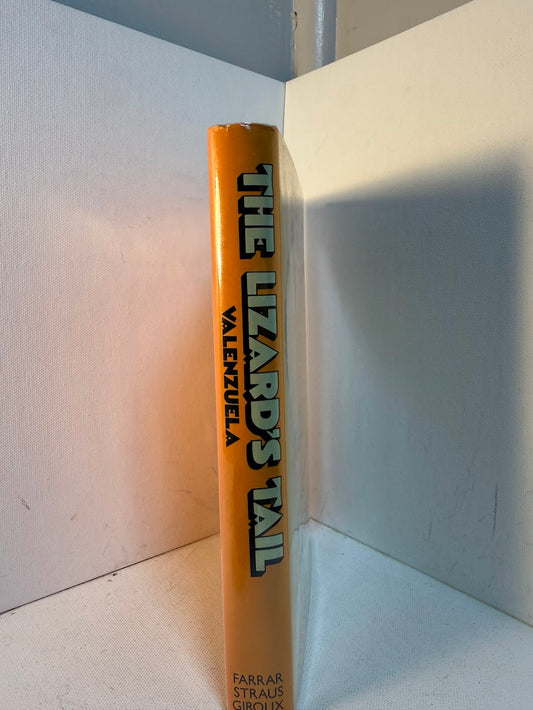 THE LIZARD'S TAIL
VALENZUELA
FARRAR
STRAUS
GIROUX